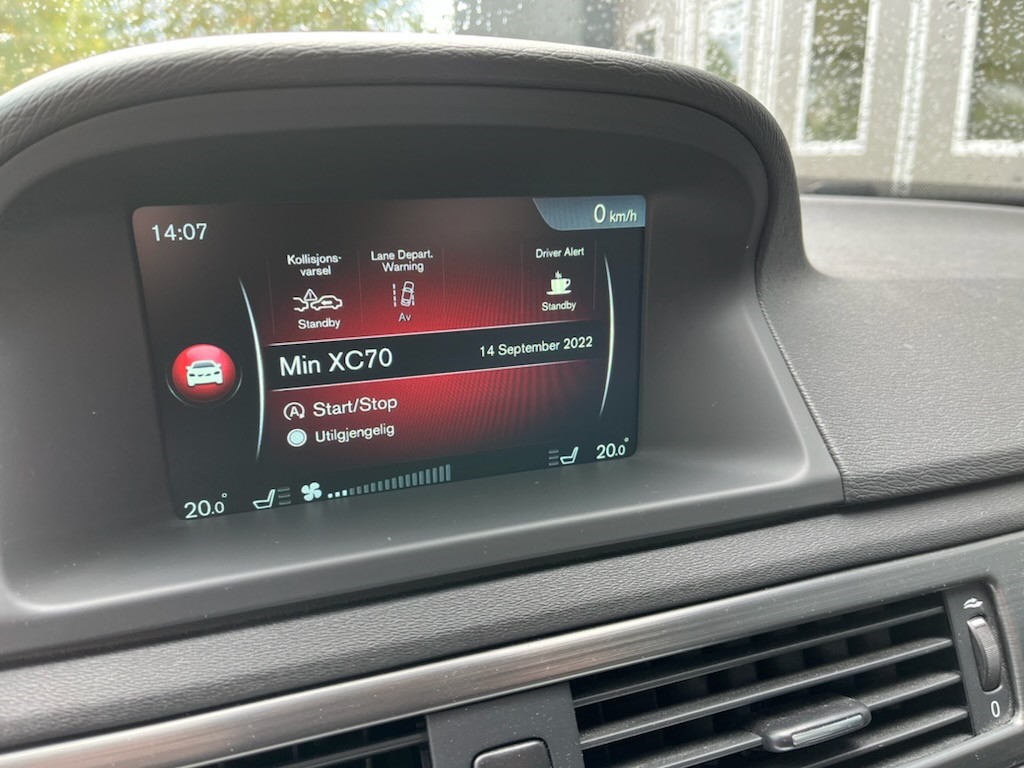 14:07
0 km/h
Kollisjons-
varsel
Standby
Lane Depart.
Warning
Av
Driver Alert
Standby
Min XC70
14 September 2022
A Start/Stop
Utilgjengelig
20.0°
20.0°
0